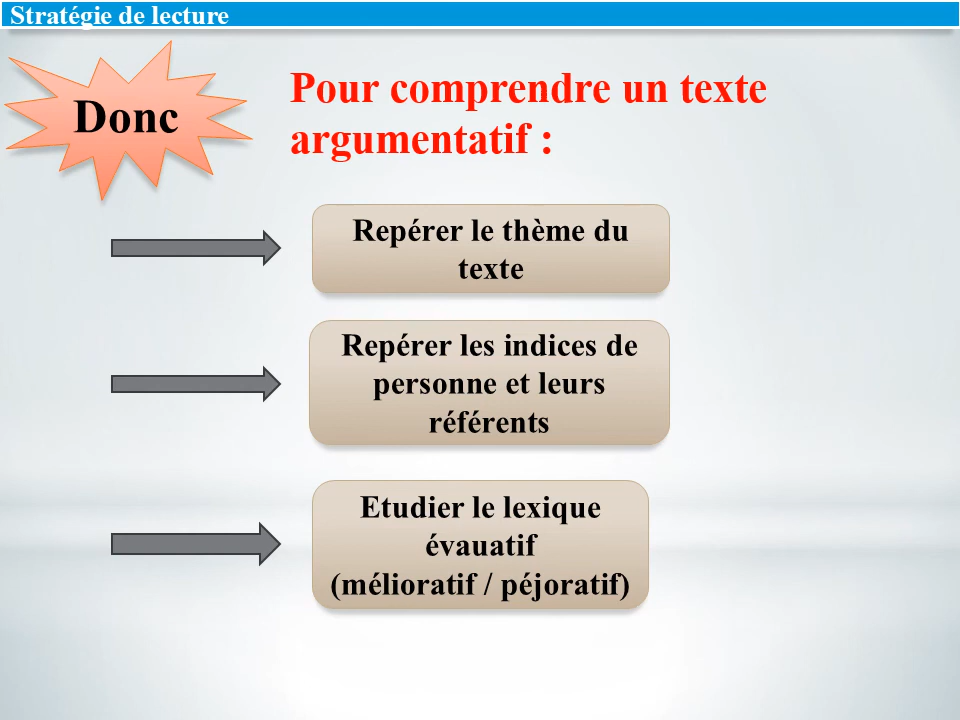 Stratégie de lecture
Donc
Pour comprendre un texte
argumentatif :
Repérer le thème du
texte
Repérer les indices de
personne et leurs
référents
Etudier le lexique
évauatif
(mélioratif / péjoratif)